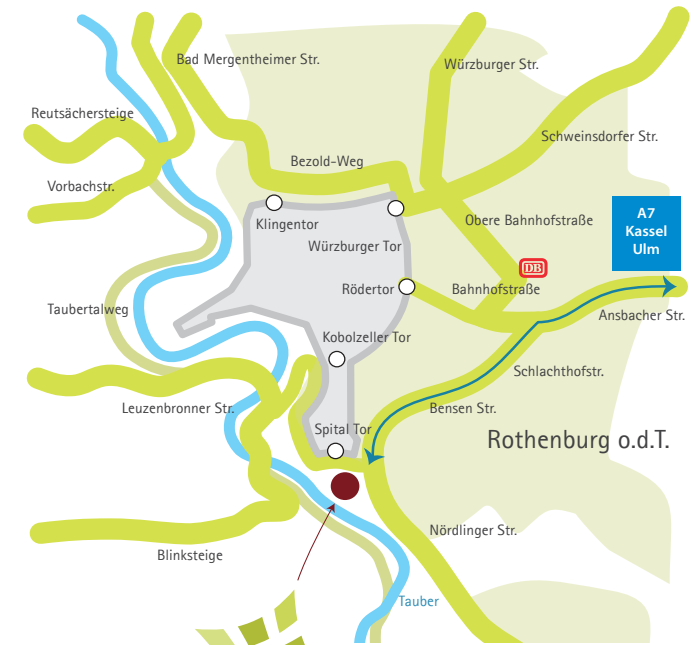 Bad Mergentheimer Str.
Würzburger Str.
Reutsächersteige
Schweinsdorfer Str.
Bezold-Weg
Vorbachstr.
Klingentor
Obere Bahnhofstraße
A7
Kassel
Ulm
Würzburger Tor
DB
Rödertor
Bahnhofstraße
Taubertalweg
Ansbacher Str.
Kobolzeller Tor
Schlachthofstr.
Leuzenbronner Str.
Bensen Str.
Spital Tor
Rothenburg o.d.T.
Nördlinger Str.
Blinksteige
Tauber